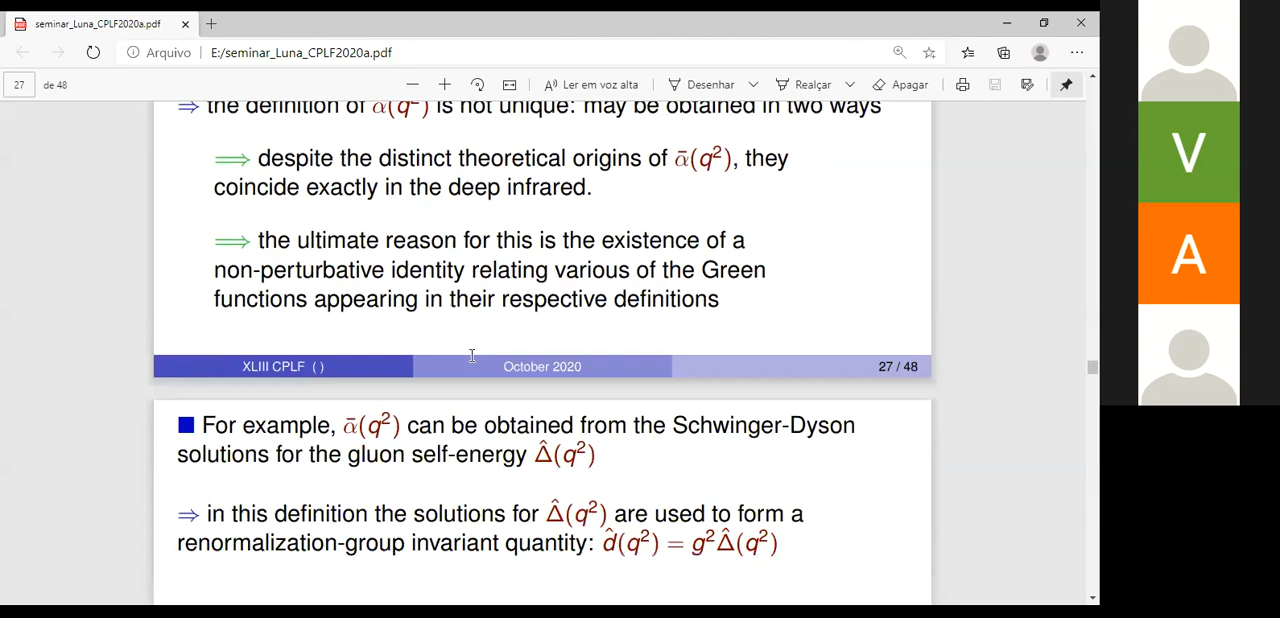 seminar_Luna_CPLF2020a.pdf
Arquivo E:/seminar_Luna_CPLF2020a.pdf
27 de 48 Ler em voz alta Desenhar Realçar Apagar
⇒ the definition of ᾱ(q²) is not unique: may be obtained in two ways
⟹ despite the distinct theoretical origins of ᾱ(q²), they
coincide exactly in the deep infrared.
⟹ the ultimate reason for this is the existence of a
non-perturbative identity relating various of the Green
functions appearing in their respective definitions
XLIII CPLF ( ) October 2020 27 / 48
For example, ᾱ(q²) can be obtained from the Schwinger-Dyson
solutions for the gluon self-energy Δ̂(q²)
⇒ in this definition the solutions for Δ̂(q²) are used to form a
renormalization-group invariant quantity: d̂(q²) = g²Δ̂(q²)
V
A